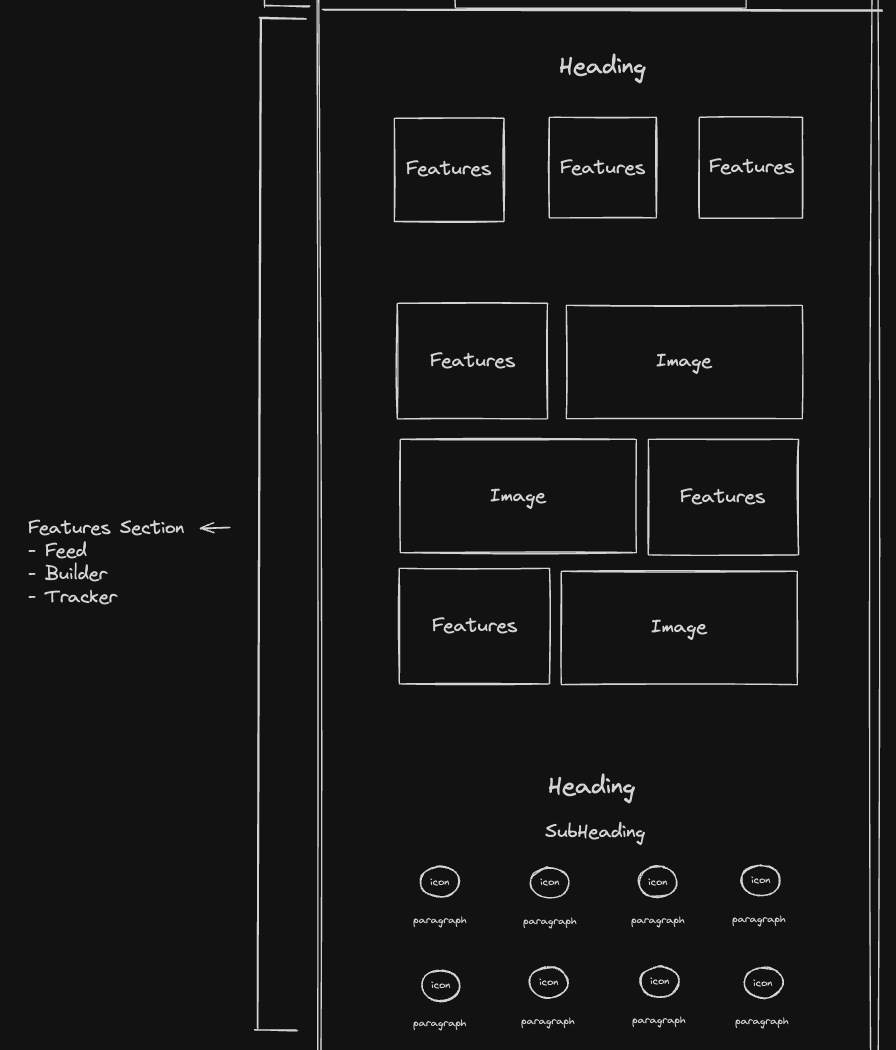 Heading
Features
Features
Features
Features
Image
Image
Features
Features Section
- Feed
- Builder
- Tracker
Features
Image
Heading
SubHeading
icon
icon
icon
icon
paragraph
paragraph
paragraph
paragraph
icon
icon
icon
icon
paragraph
paragraph
paragraph
paragraph